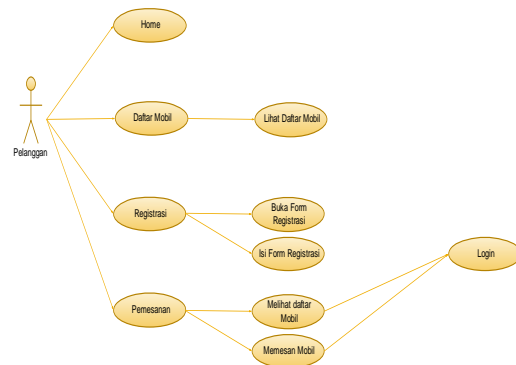 Home
Pelanggan
Daftar Mobil
Lihat Daftar Mobil
Registrasi
Buka Form
Registrasi
Isi Form Registrasi
Login
Pemesanan
Melihat daftar
Mobil
Memesan Mobil